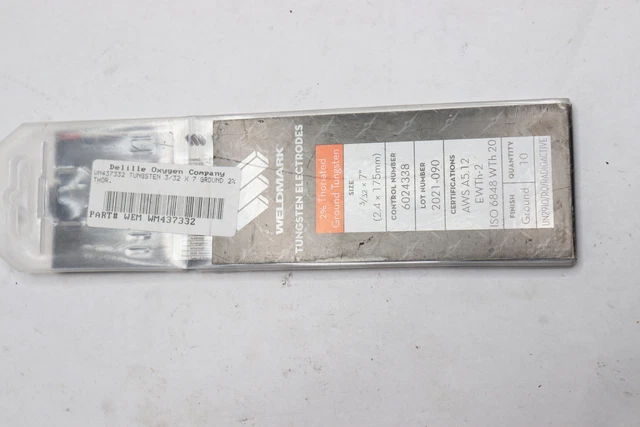 Delille Oxygen Company
WM437332 TUNGSTEN 3/32 X 7 GROUND 2%
THOR.
PART# WEM WM437332
WELDMARK
TUNGSTEN ELECTRODES
2% Thoriated
Ground Tungsten
SIZE
3/32" x 7"
(2.4 x 175mm)
CONTROL NUMBER
6024338
LOT NUMBER
2021-090
CERTIFICATIONS
AWS A5.12
EWTh-2
ISO 6848 WTh 20
FINISH
Ground
QUANTITY
10